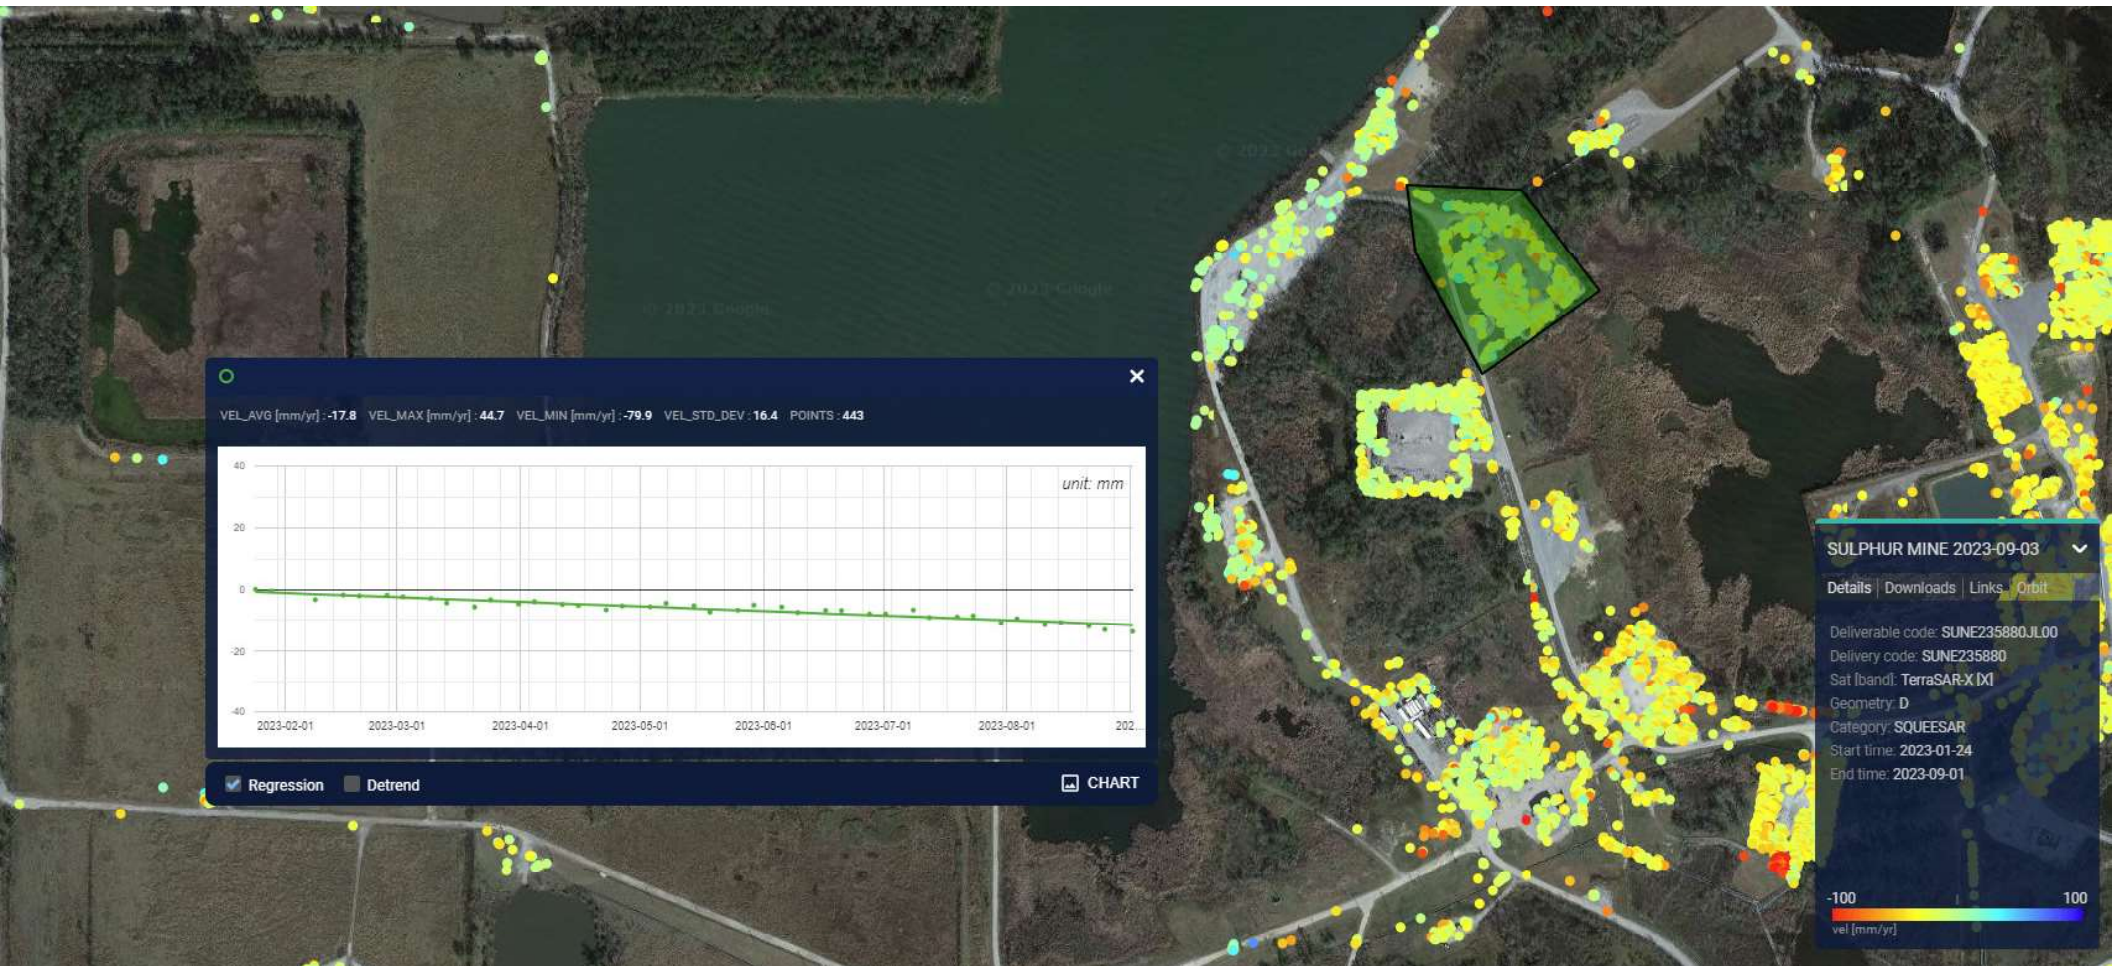 © 2023 Google
© 2023 Google
VEL_AVG [mm/yr] : -17.8 VEL_MAX [mm/yr] : 44.7 VEL_MIN [mm/yr] : -79.9 VEL_STD_DEV : 16.4 POINTS : 443
unit: mm
40
20
0
-20
-40
2023-02-01 2023-03-01 2023-04-01 2023-05-01 2023-06-01 2023-07-01 2023-08-01 202...
Regression Detrend CHART
SULPHUR MINE 2023-09-03
Details | Downloads | Links Orbit
Deliverable code: SUNE235880JL00
Delivery code: SUNE235880
Sat [band]: TerraSAR-X [X]
Geometry: D
Category: SQUEESAR
Start time: 2023-01-24
End time: 2023-09-01
-100 100
vel [mm/yr]